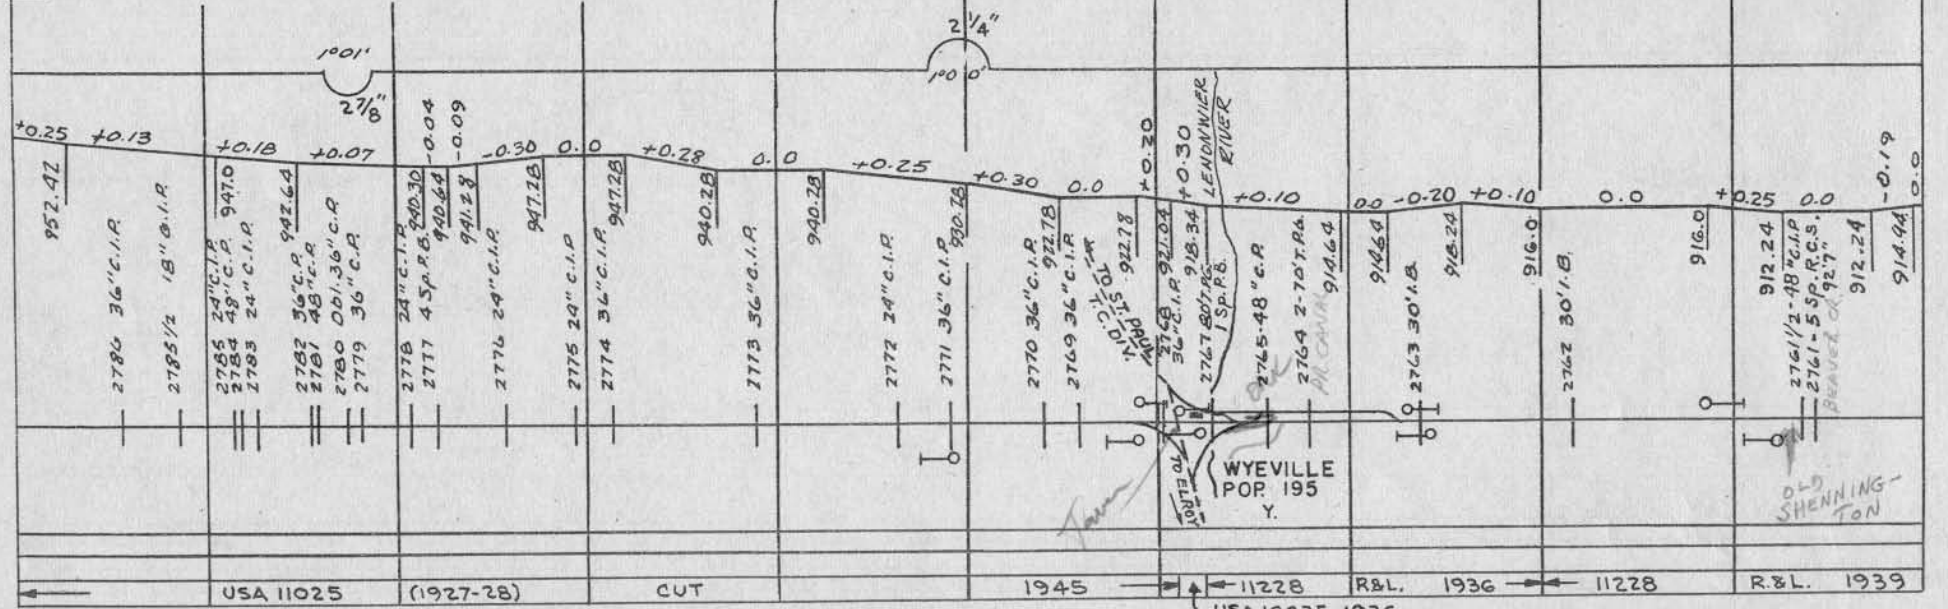 2 1/4"
1°01'
1°00'
2 7/8"
+0.25
+0.13
+0.18
+0.07
-0.04
-0.09
-0.30
0.0
+0.28
0.0
+0.25
+0.30
0.0
+0.20
+0.30
LEMONWIER
RIVER
+0.10
0.0
-0.20
+0.10
0.0
+0.25
0.0
-0.19
0.0
952.42
947.0
942.64
940.30
940.64
941.28
947.28
947.28
940.28
940.28
930.28
922.78
922.78
921.04
918.34
914.64
914.64
918.24
916.0
916.0
912.24
912.24
914.94
2786 36" C.I.P.
2785 1/2 18" C.I.P.
2785 24" C.I.P.
2784 48" C.P.
2783 24" C.I.P.
2782 36" C.P.
2781 48" C.P.
2780 Obl. 36" C.P.
2779 36" C.P.
2778 24" C.I.P.
2777 4 Sp. P.B.
2776 24" C.I.P.
2775 24" C.I.P.
2774 36" C.I.P.
2773 36" C.I.P.
2772 24" C.I.P.
2771 36" C.I.P.
2770 36" C.I.P.
2769 36" C.I.P.
TO ST.
2768
36" C.I.P.
2767 80' T.P.G.
1 Sp. P.B.
2765-48" C.P.
2764 2-70' T.P.G.
2763 30' I.B.
2762 30' I.B.
2761 1/2-48" C.I.P.
2761-5 Sp. R.C.S.
92.7"
BEAVER CR.
TO ELROY
WYEVILLE
POP. 195
Y.
OLD
SHENNING-
TON
USA 11025
(1927-28)
CUT
1945
11228
R&L.
1936
11228
R.&L.
1939